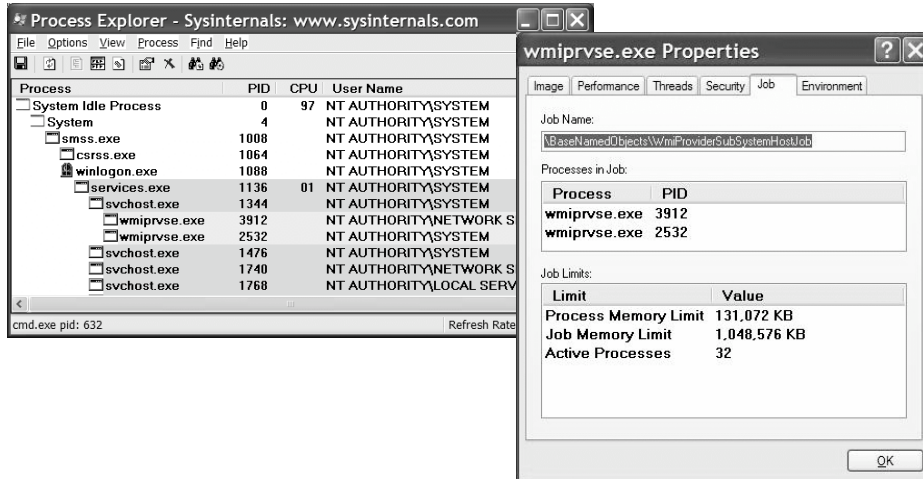 Process Explorer - Sysinternals: www.sysinternals.com
File Options View Process Find Help
Process PID CPU User Name
System Idle Process 0 97 NT AUTHORITY\SYSTEM
System 4 NT AUTHORITY\SYSTEM
smss.exe 1008 NT AUTHORITY\SYSTEM
csrss.exe 1064 NT AUTHORITY\SYSTEM
winlogon.exe 1088 NT AUTHORITY\SYSTEM
services.exe 1136 01 NT AUTHORITY\SYSTEM
svchost.exe 1344 NT AUTHORITY\SYSTEM
wmiprvse.exe 3912 NT AUTHORITY\NETWORK S
wmiprvse.exe 2532 NT AUTHORITY\SYSTEM
svchost.exe 1476 NT AUTHORITY\SYSTEM
svchost.exe 1740 NT AUTHORITY\NETWORK S
svchost.exe 1768 NT AUTHORITY\LOCAL SERV
cmd.exe pid: 632 Refresh Rate
wmiprvse.exe Properties
Image Performance Threads Security Job Environment
Job Name:
\BaseNamedObjects\WmiProviderSubSystemHostJob
Processes in Job:
Process PID
wmiprvse.exe 3912
wmiprvse.exe 2532
Job Limits:
Limit Value
Process Memory Limit 131,072 KB
Job Memory Limit 1,048,576 KB
Active Processes 32
OK